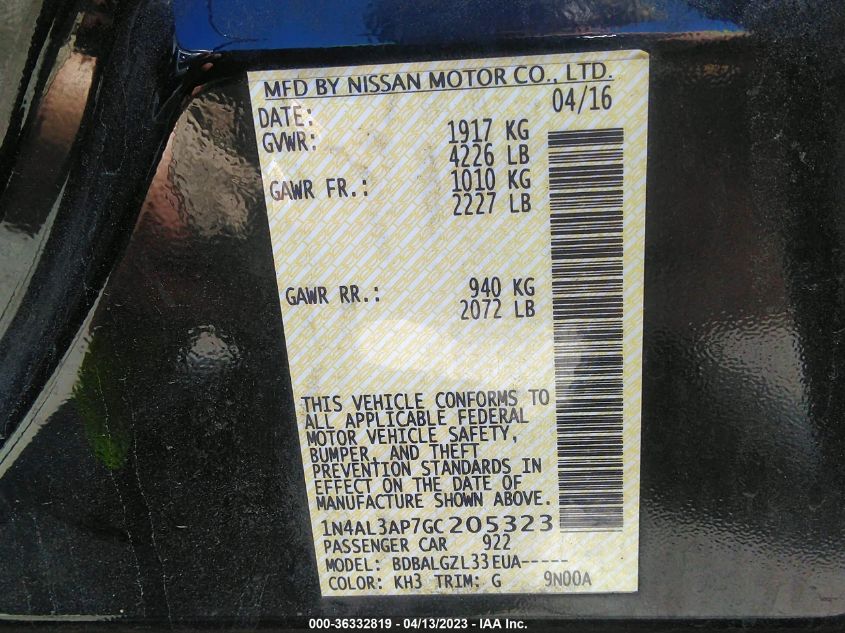 MFD BY NISSAN MOTOR CO., LTD.
DATE: 04/16
GVWR: 1917 KG
4226 LB
GAWR FR.: 1010 KG
2227 LB
GAWR RR.: 940 KG
2072 LB
THIS VEHICLE CONFORMS TO
ALL APPLICABLE FEDERAL
MOTOR VEHICLE SAFETY,
BUMPER, AND THEFT
PREVENTION STANDARDS IN
EFFECT ON THE DATE OF
MANUFACTURE SHOWN ABOVE.
1N4AL3AP7GC205323
PASSENGER CAR 922
MODEL: BDBALGZL33EUA-----
COLOR: KH3 TRIM: G 9N00A
000-36332819 - 04/13/2023 - IAA Inc.